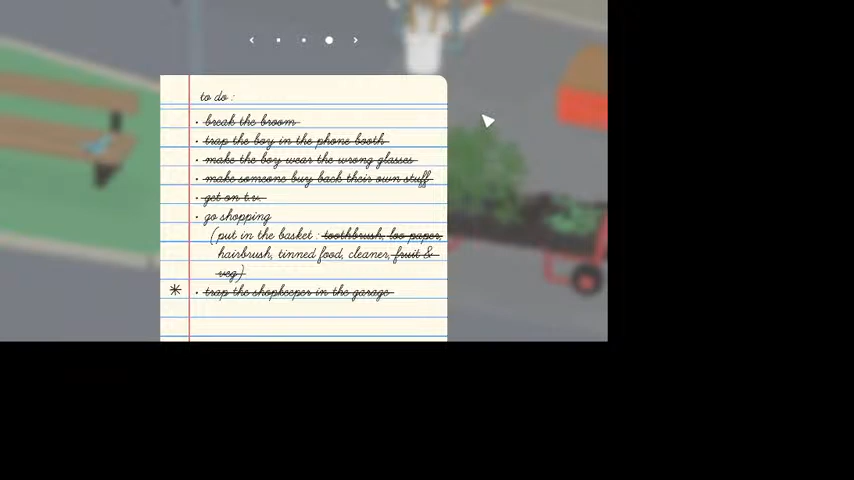 to do :
• break the broom
• trap the boy in the phone booth
• make the boy wear the wrong glasses
• make someone buy back their own stuff
• get on t.v.
• go shopping
(put in the basket : toothbrush, loo paper,
hairbrush, tinned food, cleaner, fruit &
veg)
* • trap the shopkeeper in the garage